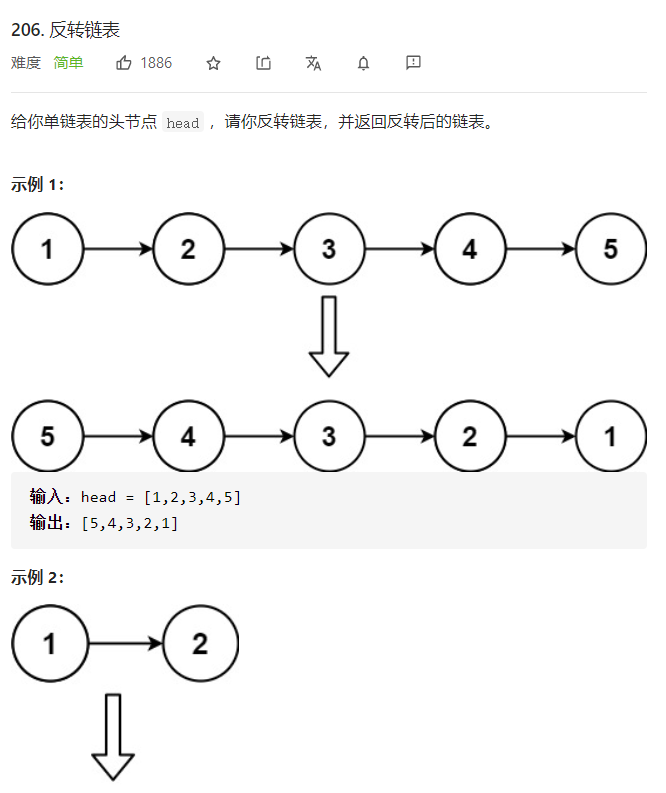 206. 反转链表
难度 简单 1886
给你单链表的头节点 head ，请你反转链表，并返回反转后的链表。
示例 1：
1 2 3 4 5
5 4 3 2 1
输入：head = [1,2,3,4,5]
输出：[5,4,3,2,1]
示例 2：
1 2